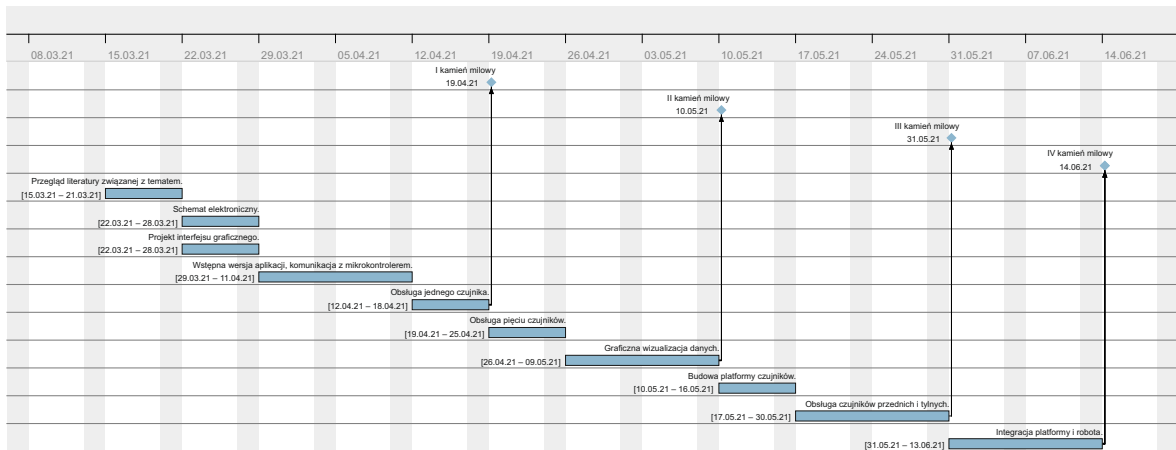 08.03.21 15.03.21 22.03.21 29.03.21 05.04.21 12.04.21 19.04.21 26.04.21 03.05.21 10.05.21 17.05.21 24.05.21 31.05.21 07.06.21 14.06.21
I kamień milowy
19.04.21
II kamień milowy
10.05.21
III kamień milowy
31.05.21
IV kamień milowy
14.06.21
Przegląd literatury związanej z tematem.
[15.03.21 – 21.03.21]
Schemat elektroniczny.
[22.03.21 – 28.03.21]
Projekt interfejsu graficznego.
[22.03.21 – 28.03.21]
Wstępna wersja aplikacji, komunikacja z mikrokontrolerem.
[29.03.21 – 11.04.21]
Obsługa jednego czujnika.
[12.04.21 – 18.04.21]
Obsługa pięciu czujników.
[19.04.21 – 25.04.21]
Graficzna wizualizacja danych.
[26.04.21 – 09.05.21]
Budowa platformy czujników.
[10.05.21 – 16.05.21]
Obsługa czujników przednich i tylnych.
[17.05.21 – 30.05.21]
Integracja platformy i robota.
[31.05.21 – 13.06.21]